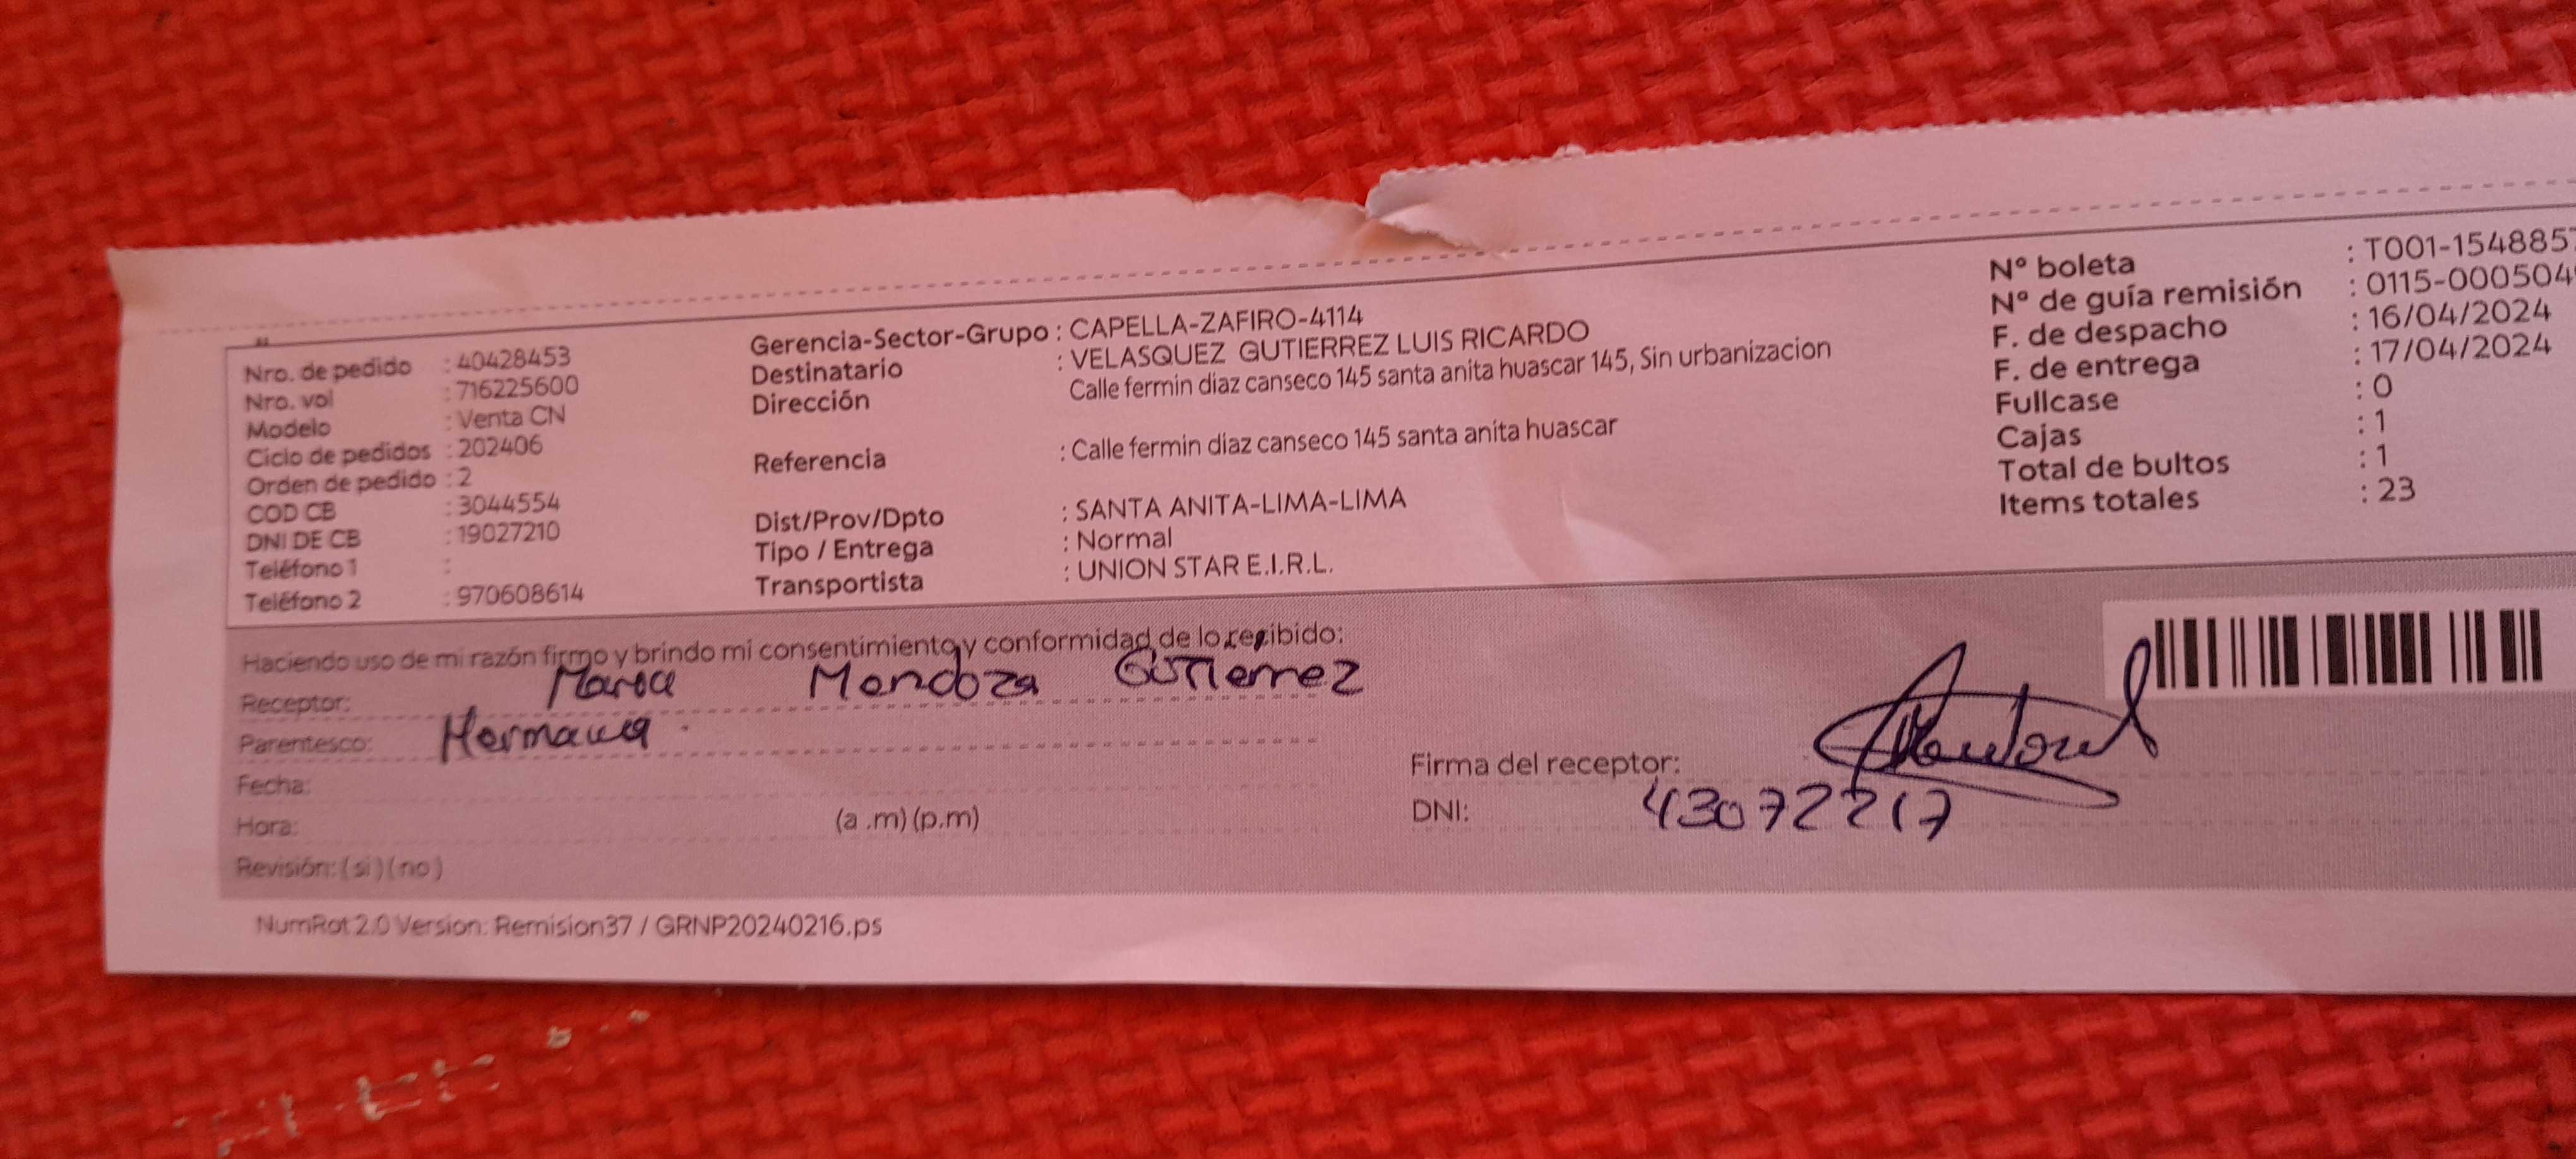 Nro. de pedido : 40428453
Nro. vol : 716225600
Modelo : Venta CN
Ciclo de pedidos : 202406
Orden de pedido : 2
COD CB : 3044554
DNI DE CB : 19027210
Teléfono 1 :
Teléfono 2 : 970608614
Gerencia-Sector-Grupo : CAPELLA-ZAFIRO-4114
Destinatario : VELASQUEZ GUTIERREZ LUIS RICARDO
Dirección Calle fermin diaz canseco 145 santa anita huascar 145, Sin urbanizacion
Referencia : Calle fermin diaz canseco 145 santa anita huascar
Dist/Prov/Dpto : SANTA ANITA-LIMA-LIMA
Tipo / Entrega : Normal
Transportista : UNION STAR E.I.R.L.
N° boleta : T001-154885
N° de guía remisión : 0115-000504
F. de despacho : 16/04/2024
F. de entrega : 17/04/2024
Fullcase : 0
Cajas : 1
Total de bultos : 1
Items totales : 23
Haciendo uso de mi razón firmo y brindo mi consentimiento y conformidad de lo recibido:
Receptor: Mendoza Gutierrez
Parentesco: Hermana
Fecha:
Hora: (a .m) (p.m)
Revisión: ( si ) ( no )
Firma del receptor:
DNI: 43072217
NumRot 2.0 Version: Remision37 / GRNP20240216.ps